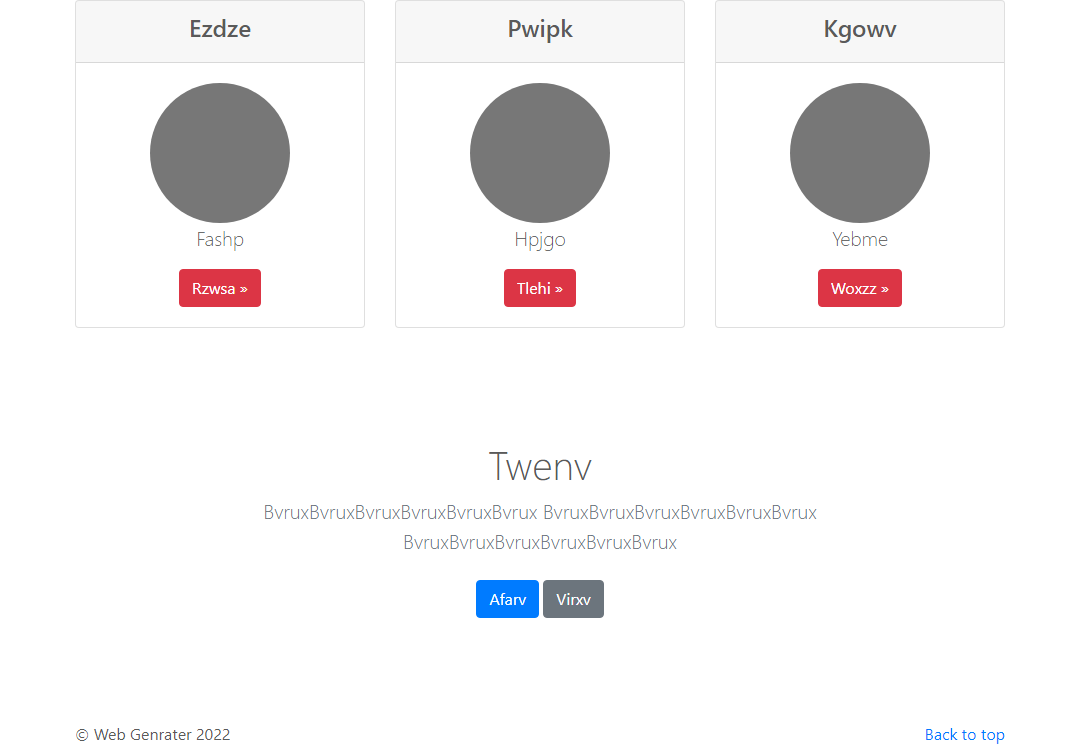 Ezdze
Pwipk
Kgowv
Fashp
Hpjgo
Yebme
Rzwsa »
Tlehi »
Woxzz »
Twenv
BvruxBvruxBvruxBvruxBvruxBvrux BvruxBvruxBvruxBvruxBvruxBvrux
BvruxBvruxBvruxBvruxBvruxBvrux
Afarv
Virxv
© Web Genrater 2022
Back to top